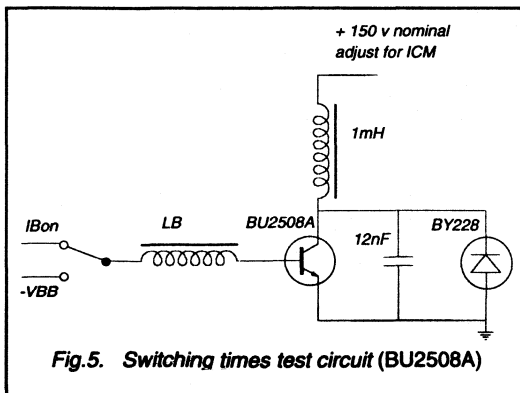 + 150 v nominal
adjust for ICM
1mH
IBon
LB
BU2508A
12nF
BY228
-VBB
Fig.5. Switching times test circuit (BU2508A)